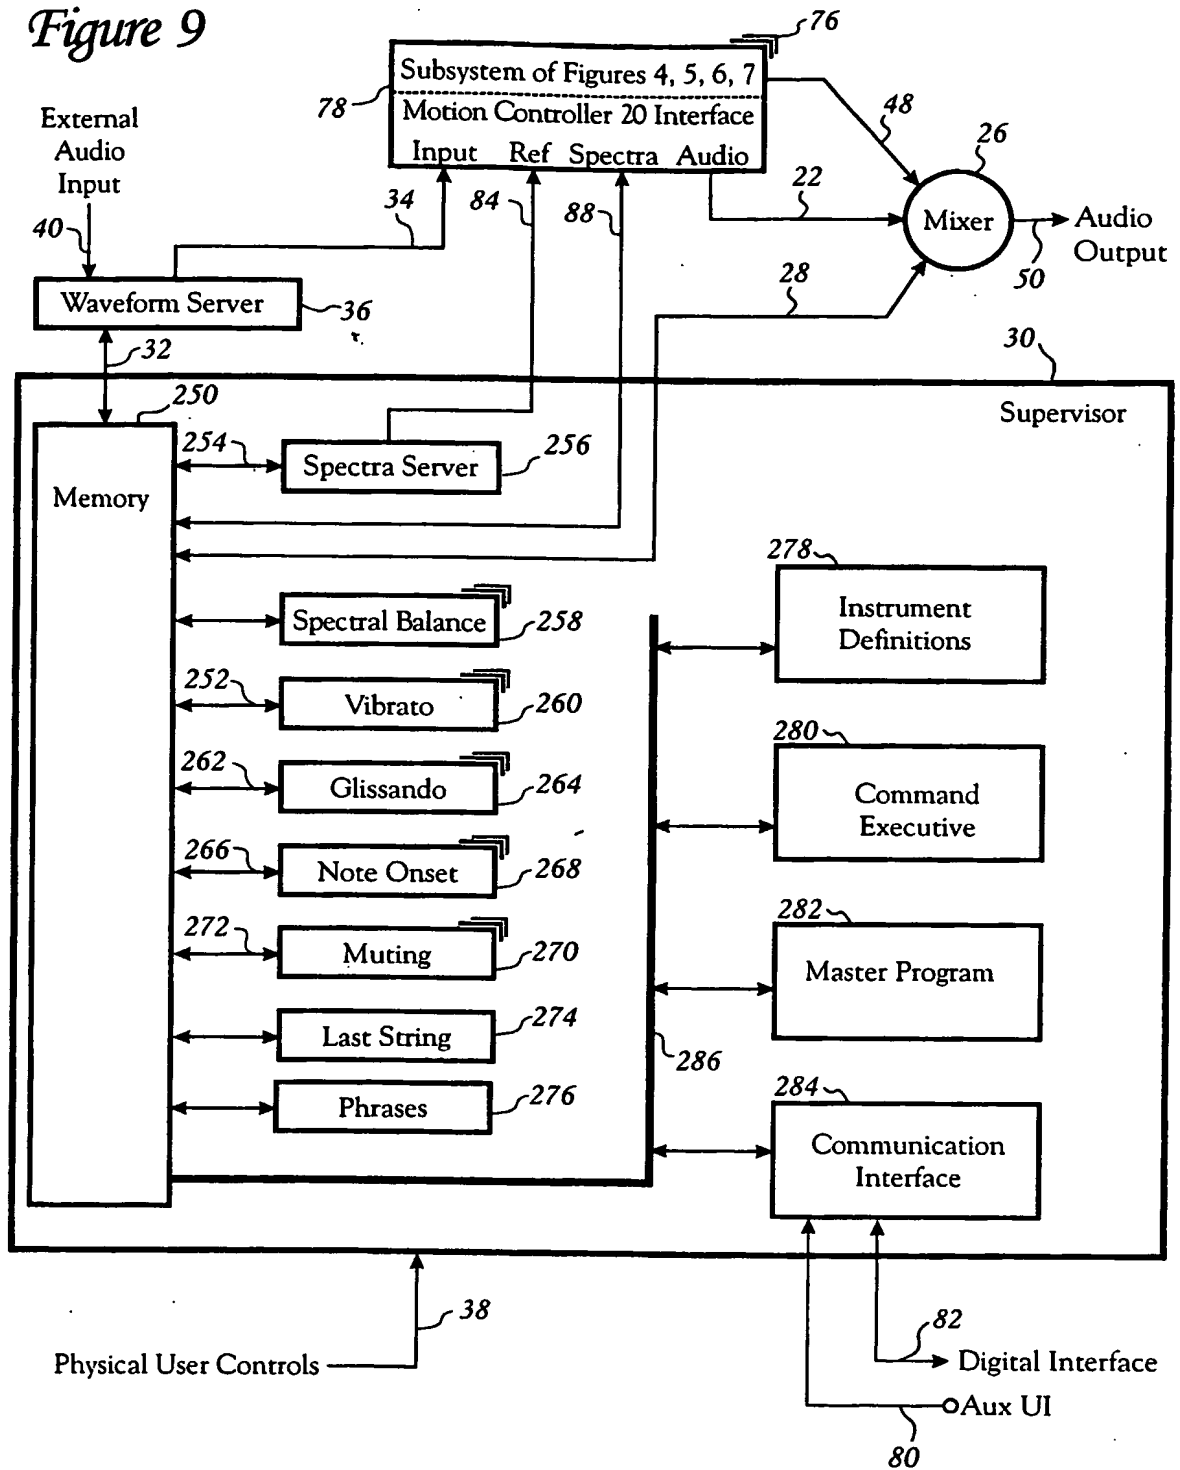 Figure 9
76
Subsystem of Figures 4, 5, 6, 7
78
Motion Controller 20 Interface
Input Ref Spectra Audio
48
26
External
Audio
Input
40
34
84
88
22
Mixer
Audio
Output
50
28
Waveform Server
36
32
30
Supervisor
250
254
Spectra Server
256
Memory
278
Instrument
Definitions
Spectral Balance
258
252
Vibrato
260
280
Command
Executive
262
Glissando
264
266
Note Onset
268
282
Master Program
272
Muting
270
Last String
274
286
284
Communication
Interface
Phrases
276
38
Physical User Controls
82
Digital Interface
Aux UI
80